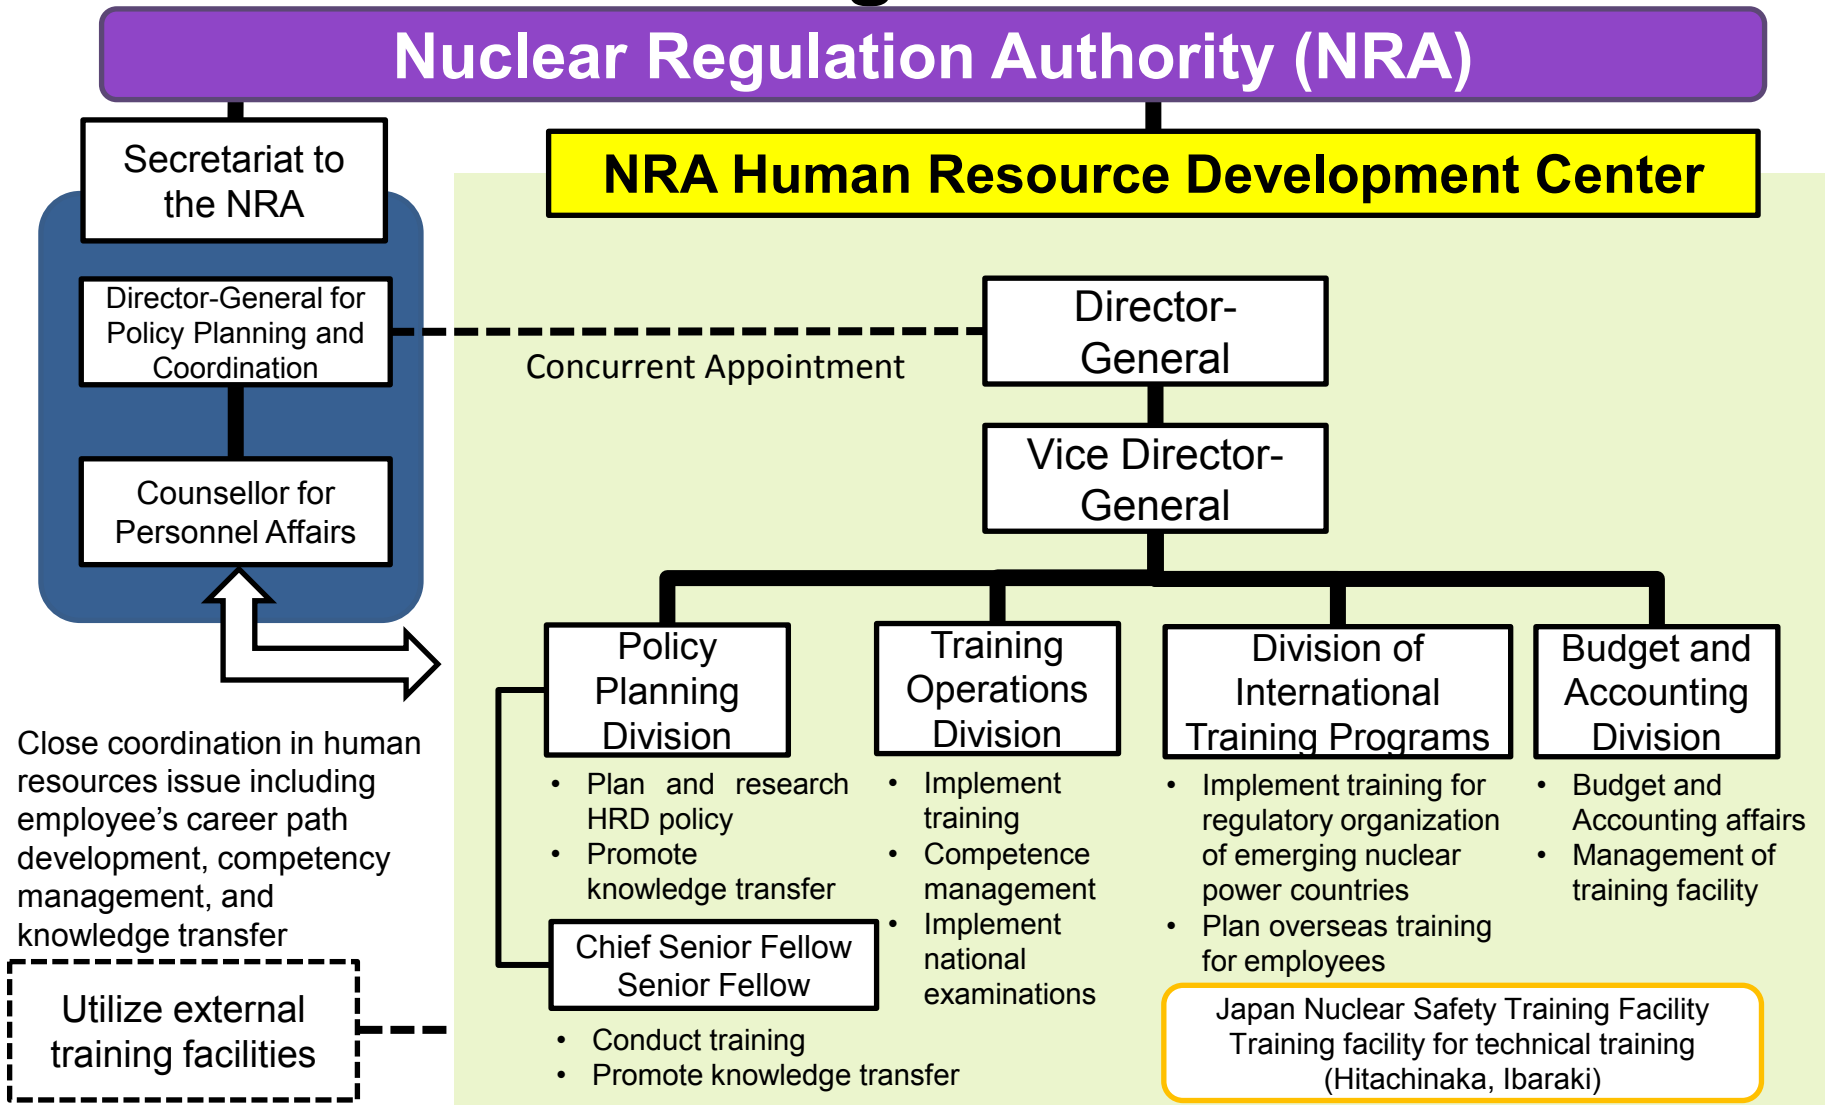 Nuclear Regulation Authority (NRA)
Secretariat to
the NRA
NRA Human Resource Development Center
Director-General for
Policy Planning and
Coordination
Concurrent Appointment
Director-
General
Vice Director-
General
Counsellor for
Personnel Affairs
Close coordination in human
resources issue including
employee's career path
development, competency
management, and
knowledge transfer
Utilize external
training facilities
Policy
Planning
Division
• Plan and research
HRD policy
• Promote
knowledge transfer
Chief Senior Fellow
Senior Fellow
• Conduct training
• Promote knowledge transfer
Training
Operations
Division
• Implement
training
• Competence
management
• Implement
national
examinations
Division of
International
Training Programs
• Implement training for
regulatory organization
of emerging nuclear
power countries
• Plan overseas training
for employees
Budget and
Accounting
Division
• Budget and
Accounting affairs
• Management of
training facility
Japan Nuclear Safety Training Facility
Training facility for technical training
(Hitachinaka, Ibaraki)